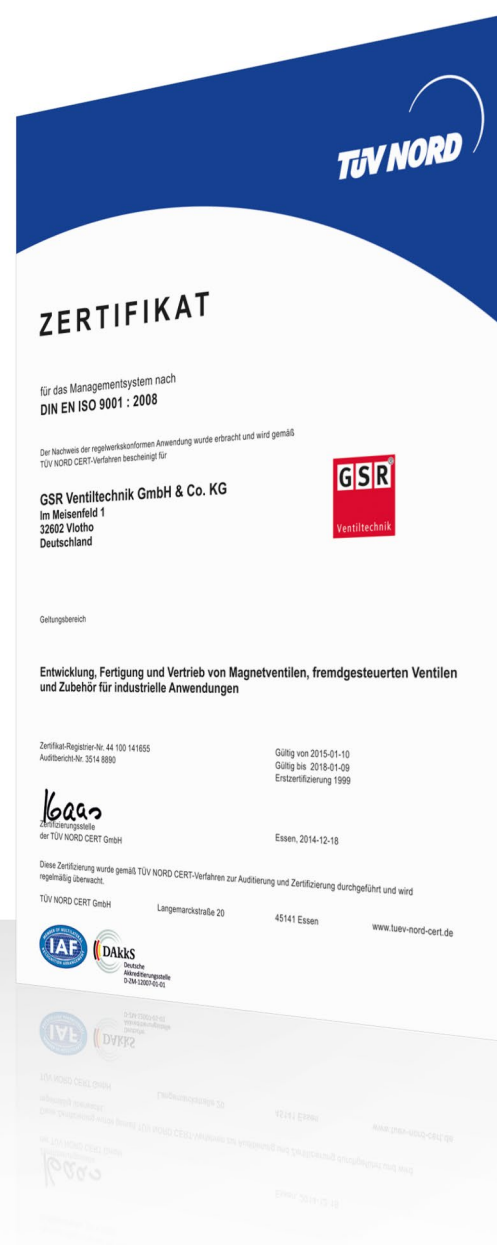 TÜV NORD
ZERTIFIKAT
für das Managementsystem nach
DIN EN ISO 9001 : 2008
Der Nachweis der regelwerkskonformen Anwendung wurde erbracht und wird gemäß
TÜV NORD CERT-Verfahren bescheinigt für
GSR Ventiltechnik GmbH & Co. KG
Im Meisenfeld 1
32602 Vlotho
Deutschland
GSR®
Ventiltechnik
Geltungsbereich
Entwicklung, Fertigung und Vertrieb von Magnetventilen, fremdgesteuerten Ventilen
und Zubehör für industrielle Anwendungen
Zertifikat-Registrier-Nr. 44 100 141655
Auditbericht-Nr. 3514 8890
Gültig von 2015-01-10
Gültig bis 2018-01-09
Erstzertifizierung 1999
Zertifizierungsstelle
der TÜV NORD CERT GmbH
Essen, 2014-12-18
Diese Zertifizierung wurde gemäß TÜV NORD CERT-Verfahren zur Auditierung und Zertifizierung durchgeführt und wird
regelmäßig überwacht.
TÜV NORD CERT GmbH Langemarckstraße 20 45141 Essen www.tuev-nord-cert.de
IAF
DAkkS
Deutsche
Akkreditierungsstelle
D-ZM-12007-01-01